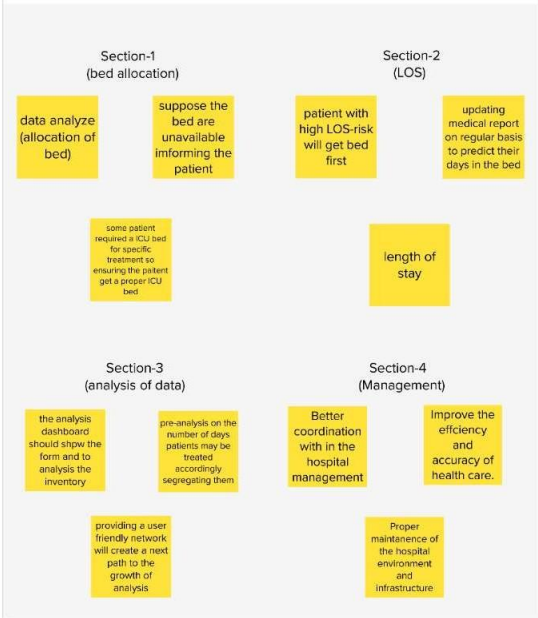 Section-1
(bed allocation)
data analyze
(allocation of
bed)
suppose the
bed are
unavailable
imforming the
patient
some patient
required a ICU bed
for specific
treatment so
ensuring the paitent
get a proper ICU
bed
Section-2
(LOS)
patient with
high LOS-risk
will get bed
first
updating
medical report
on regular basis
to predict their
days in the bed
length of
stay
Section-3
(analysis of data)
the analysis
dashboard
should shpw the
form and to
analysis the
inventory
pre-analysis on the
number of days
patients may be
treated
accordingly
segregating them
providing a user
friendly network
will create a next
path to the
growth of
analysis
Section-4
(Management)
Better
coordination
with in the
hospital
management
Improve the
effciency
and
accuracy of
health care.
Proper
maintanence of
the hospital
environment
and
infrastructure